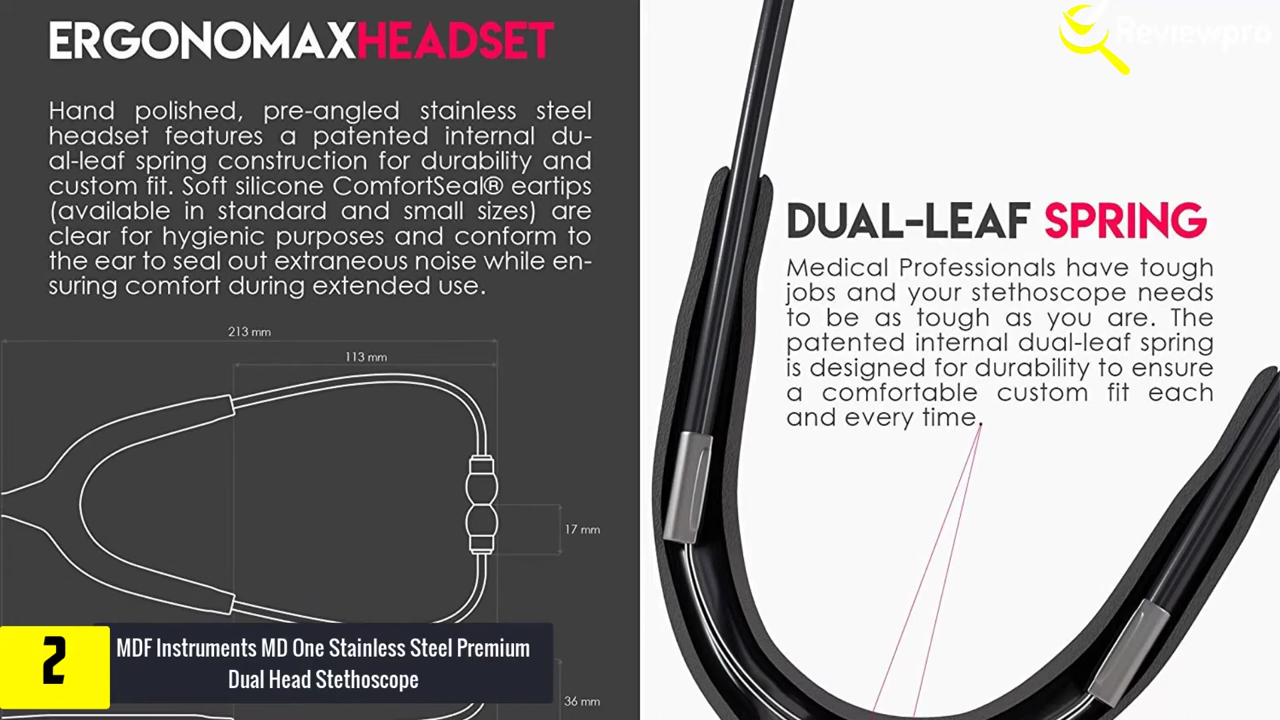 ERGONOMAXHEADSET
Hand polished, pre-angled stainless steel
headset features a patented internal du-
al-leaf spring construction for durability and
custom fit. Soft silicone ComfortSeal® eartips
(available in standard and small sizes) are
clear for hygienic purposes and conform to
the ear to seal out extraneous noise while en-
suring comfort during extended use.
213 mm
113 mm
17 mm
36 mm
Reviewpro
DUAL-LEAF SPRING
Medical Professionals have tough
jobs and your stethoscope needs
to be as tough as you are. The
patented internal dual-leaf spring
is designed for durability to ensure
a comfortable custom fit each
and every time.
2
MDF Instruments MD One Stainless Steel Premium
Dual Head Stethoscope